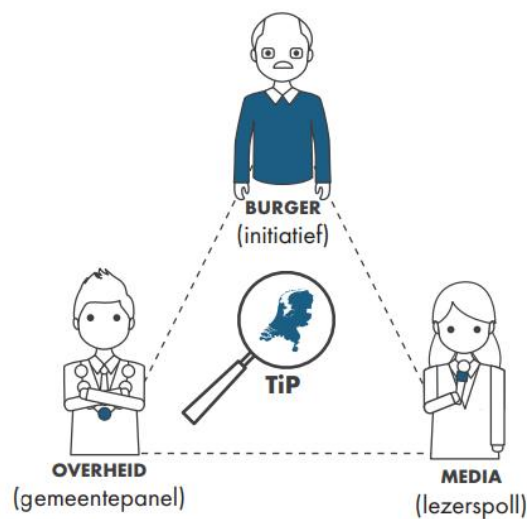 BURGER
(initiatief)
TiP
OVERHEID
(gemeentepanel)
MEDIA
(lezerspoll)